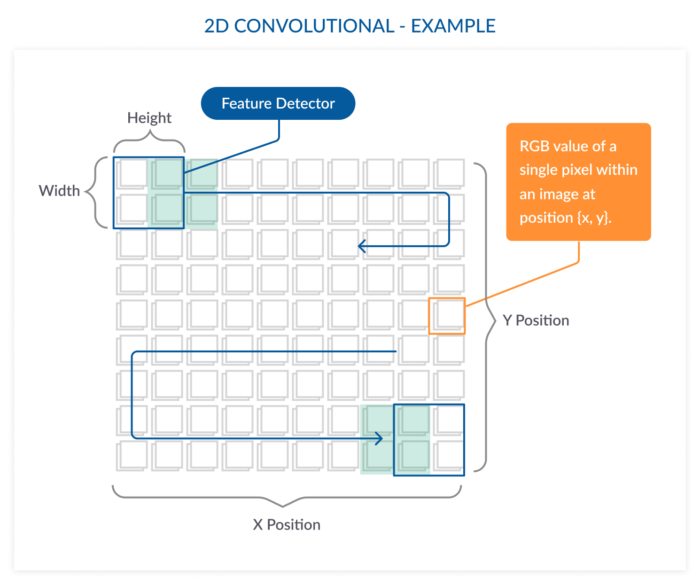 2D CONVOLUTIONAL - EXAMPLE
Feature Detector
Height
Width
RGB value of a
single pixel within
an image at
position {x, y}.
Y Position
X Position